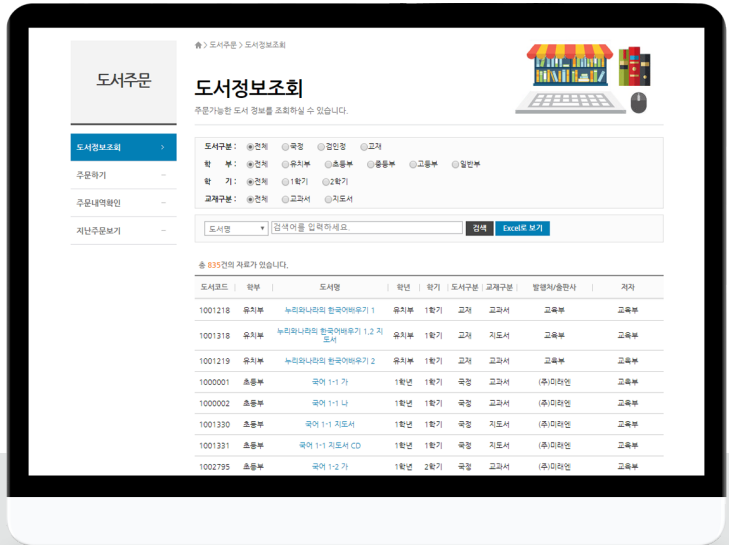 도서주문 > 도서정보조회
도서주문
도서정보조회
주문가능한 도서 정보를 조회하실 수 있습니다.
도서정보조회 >
주문하기
주문내역확인
지난주문보기
도서구분 : 전체 국정 검인정 교재
학 부 : 전체 유치부 초등부 중등부 고등부 일반부
학 기 : 전체 1학기 2학기
교재구분 : 전체 교과서 지도서
도서명 검색어를 입력하세요. 검색 Excel로 보기
총 835건의 자료가 있습니다.
도서코드 학부 도서명 학년 학기 도서구분 교재구분 발행처/출판사 저자
1001218 유치부 누리와나라의 한국어배우기 1 유치부 1학기 교재 교과서 교육부 교육부
1001318 유치부 누리와나라의 한국어배우기 1,2 지도서 유치부 1학기 교재 지도서 교육부 교육부
1001219 유치부 누리와나라의 한국어배우기 2 유치부 1학기 교재 교과서 교육부 교육부
1000001 초등부 국어 1-1 가 1학년 1학기 국정 교과서 (주)미래엔 교육부
1000002 초등부 국어 1-1 나 1학년 1학기 국정 교과서 (주)미래엔 교육부
1001330 초등부 국어 1-1 지도서 1학년 1학기 국정 지도서 (주)미래엔 교육부
1001331 초등부 국어 1-1 지도서 CD 1학년 1학기 국정 지도서 (주)미래엔 교육부
1002795 초등부 국어 1-2 가 1학년 2학기 국정 교과서 (주)미래엔 교육부